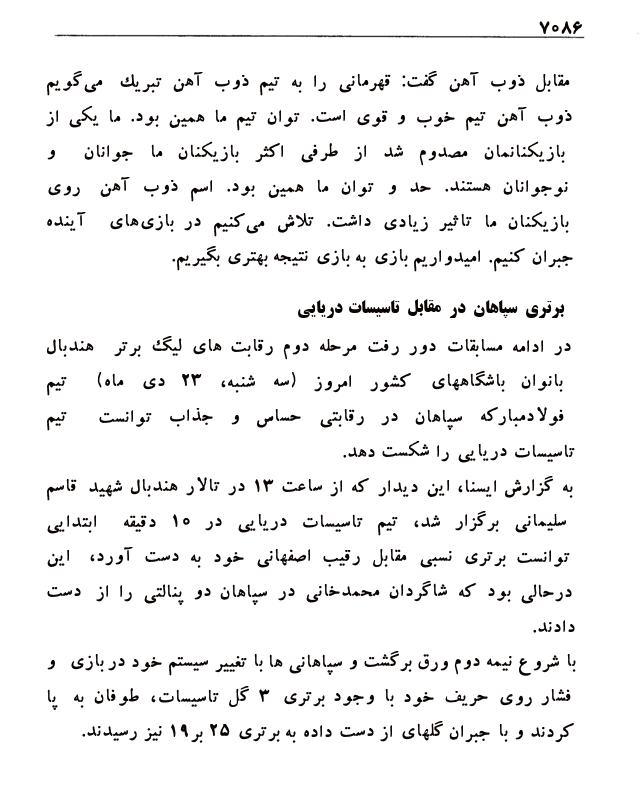 ۷۰۸۶
مقابل ذوب آهن گفت: قهرمانی را به تیم ذوب آهن تبریك می‌گویم
ذوب آهن تیم خوب و قوی است. توان تیم ما همین بود. ما یکی از
بازیکنانمان مصدوم شد از طرفی اکثر بازیکنان ما جوانان و
نوجوانان هستند. حد و توان ما همین بود. اسم ذوب آهن روی
بازیکنان ما تاثیر زیادی داشت. تلاش می‌کنیم در بازی‌های آینده
جبران کنیم. امیدواریم بازی به بازی نتیجه بهتری بگیریم.
برتری سپاهان در مقابل تاسیسات دریایی
در ادامه مسابقات دور رفت مرحله دوم رقابت های لیگ برتر هندبال
بانوان باشگاههای کشور امروز (سه شنبه، ۲۳ دی ماه) تیم
فولادمبارکه سپاهان در رقابتی حساس و جذاب توانست تیم
تاسیسات دریایی را شکست دهد.
به گزارش ایسنا، این دیدار که از ساعت ۱۳ در تالار هندبال شهید قاسم
سلیمانی برگزار شد، تیم تاسیسات دریایی در ۱۰ دقیقه ابتدایی
توانست برتری نسبی مقابل رقیب اصفهانی خود به دست آورد، این
درحالی بود که شاگردان محمدخانی در سپاهان دو پنالتی را از دست
دادند.
با شروع نیمه دوم ورق برگشت و سپاهانی ها با تغییر سیستم خود در بازی و
فشار روی حریف خود با وجود برتری ۳ گل تاسیسات، طوفان به پا
کردند و با جبران گلهای از دست داده به برتری ۲۵ بر۱۹ نیز رسیدند.